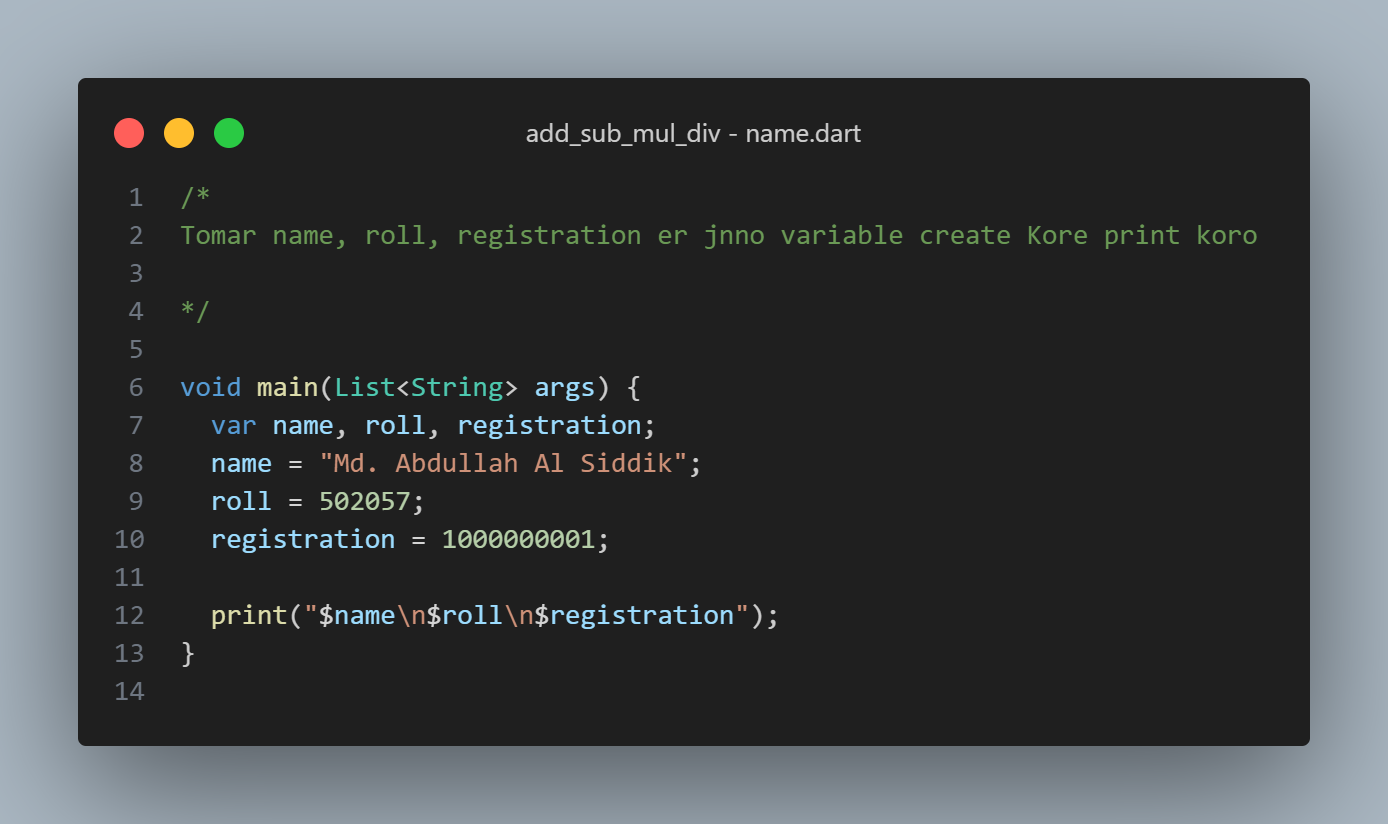 add_sub_mul_div - name.dart
1 /*
2 Tomar name, roll, registration er jnno variable create Kore print koro
3
4 */
5
6 void main(List<String> args) {
7   var name, roll, registration;
8   name = "Md. Abdullah Al Siddik";
9   roll = 502057;
10   registration = 1000000001;
11
12   print("$name\n$roll\n$registration");
13 }
14